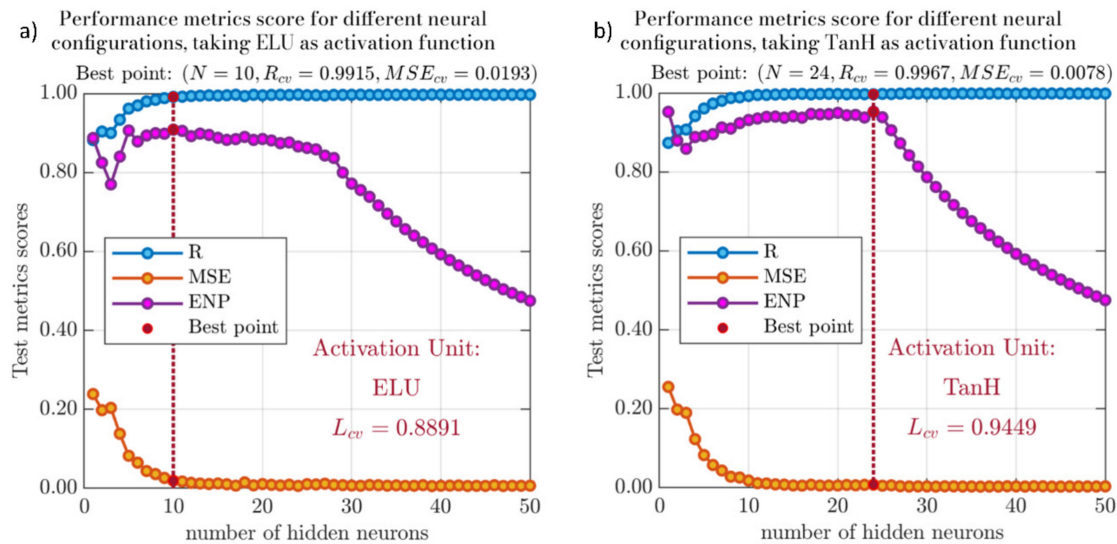 a)
Performance metrics score for different neural
configurations, taking ELU as activation function
Best point: (N = 10, R_cv = 0.9915, MSE_cv = 0.0193)
1.00
0.80
0.60
0.40
0.20
0.00
Test metrics scores
R
MSE
ENP
Best point
Activation Unit:
ELU
L_cv = 0.8891
0 10 20 30 40 50
number of hidden neurons
b)
Performance metrics score for different neural
configurations, taking TanH as activation function
Best point: (N = 24, R_cv = 0.9967, MSE_cv = 0.0078)
1.00
0.80
0.60
0.40
0.20
0.00
Test metrics scores
R
MSE
ENP
Best point
Activation Unit:
TanH
L_cv = 0.9449
0 10 20 30 40 50
number of hidden neurons